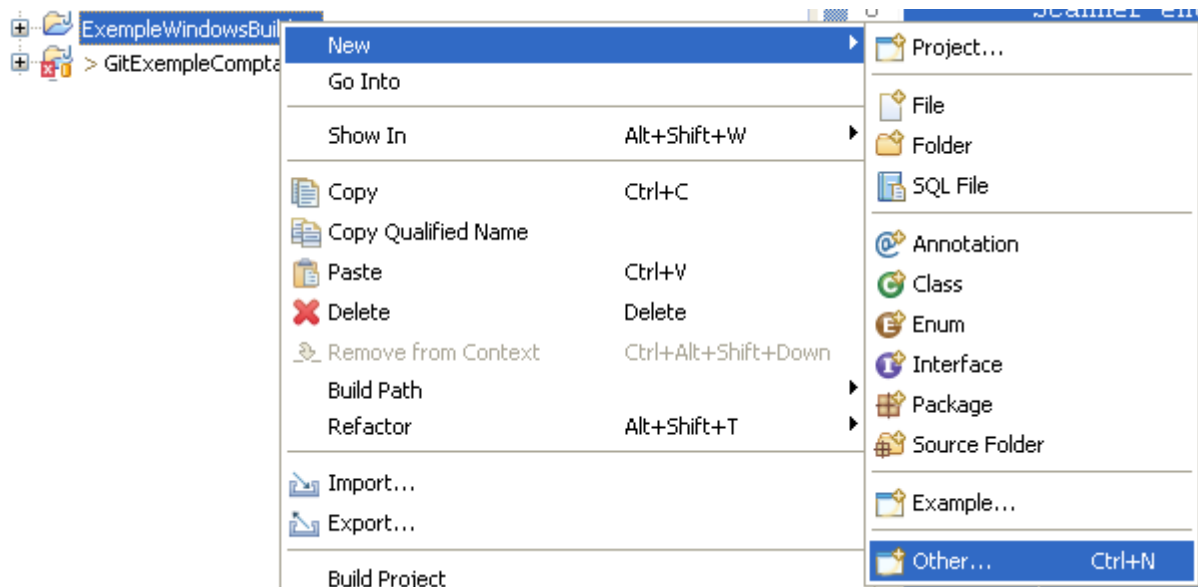 Scanner en
ExempleWindowsBuil
> GitExempleCompta
New
Go Into
Show In Alt+Shift+W
Copy Ctrl+C
Copy Qualified Name
Paste Ctrl+V
Delete Delete
Remove from Context Ctrl+Alt+Shift+Down
Build Path
Refactor Alt+Shift+T
Import...
Export...
Build Project
Project...
File
Folder
SQL File
Annotation
Class
Enum
Interface
Package
Source Folder
Example...
Other... Ctrl+N